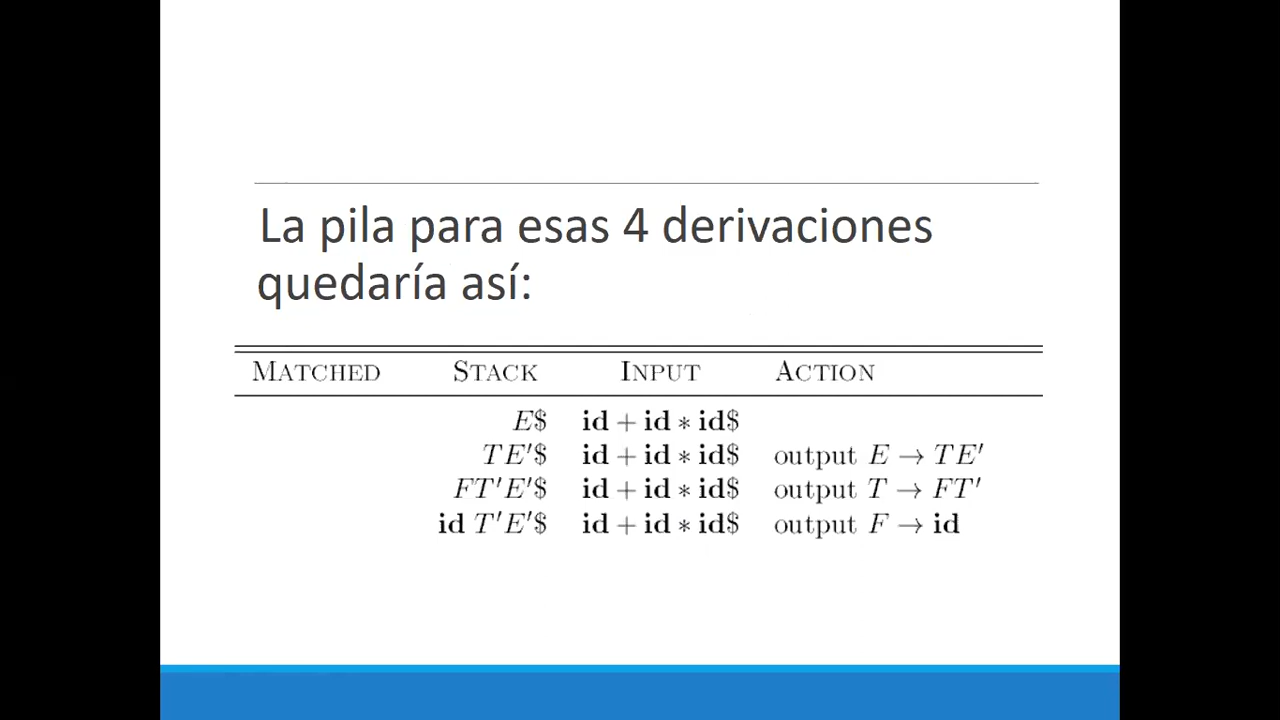 La pila para esas 4 derivaciones
quedaría así:
MATCHED STACK INPUT ACTION
E$ id + id ∗ id$
TE′$ id + id ∗ id$ output E → TE′
FT′E′$ id + id ∗ id$ output T → FT′
id T′E′$ id + id ∗ id$ output F → id